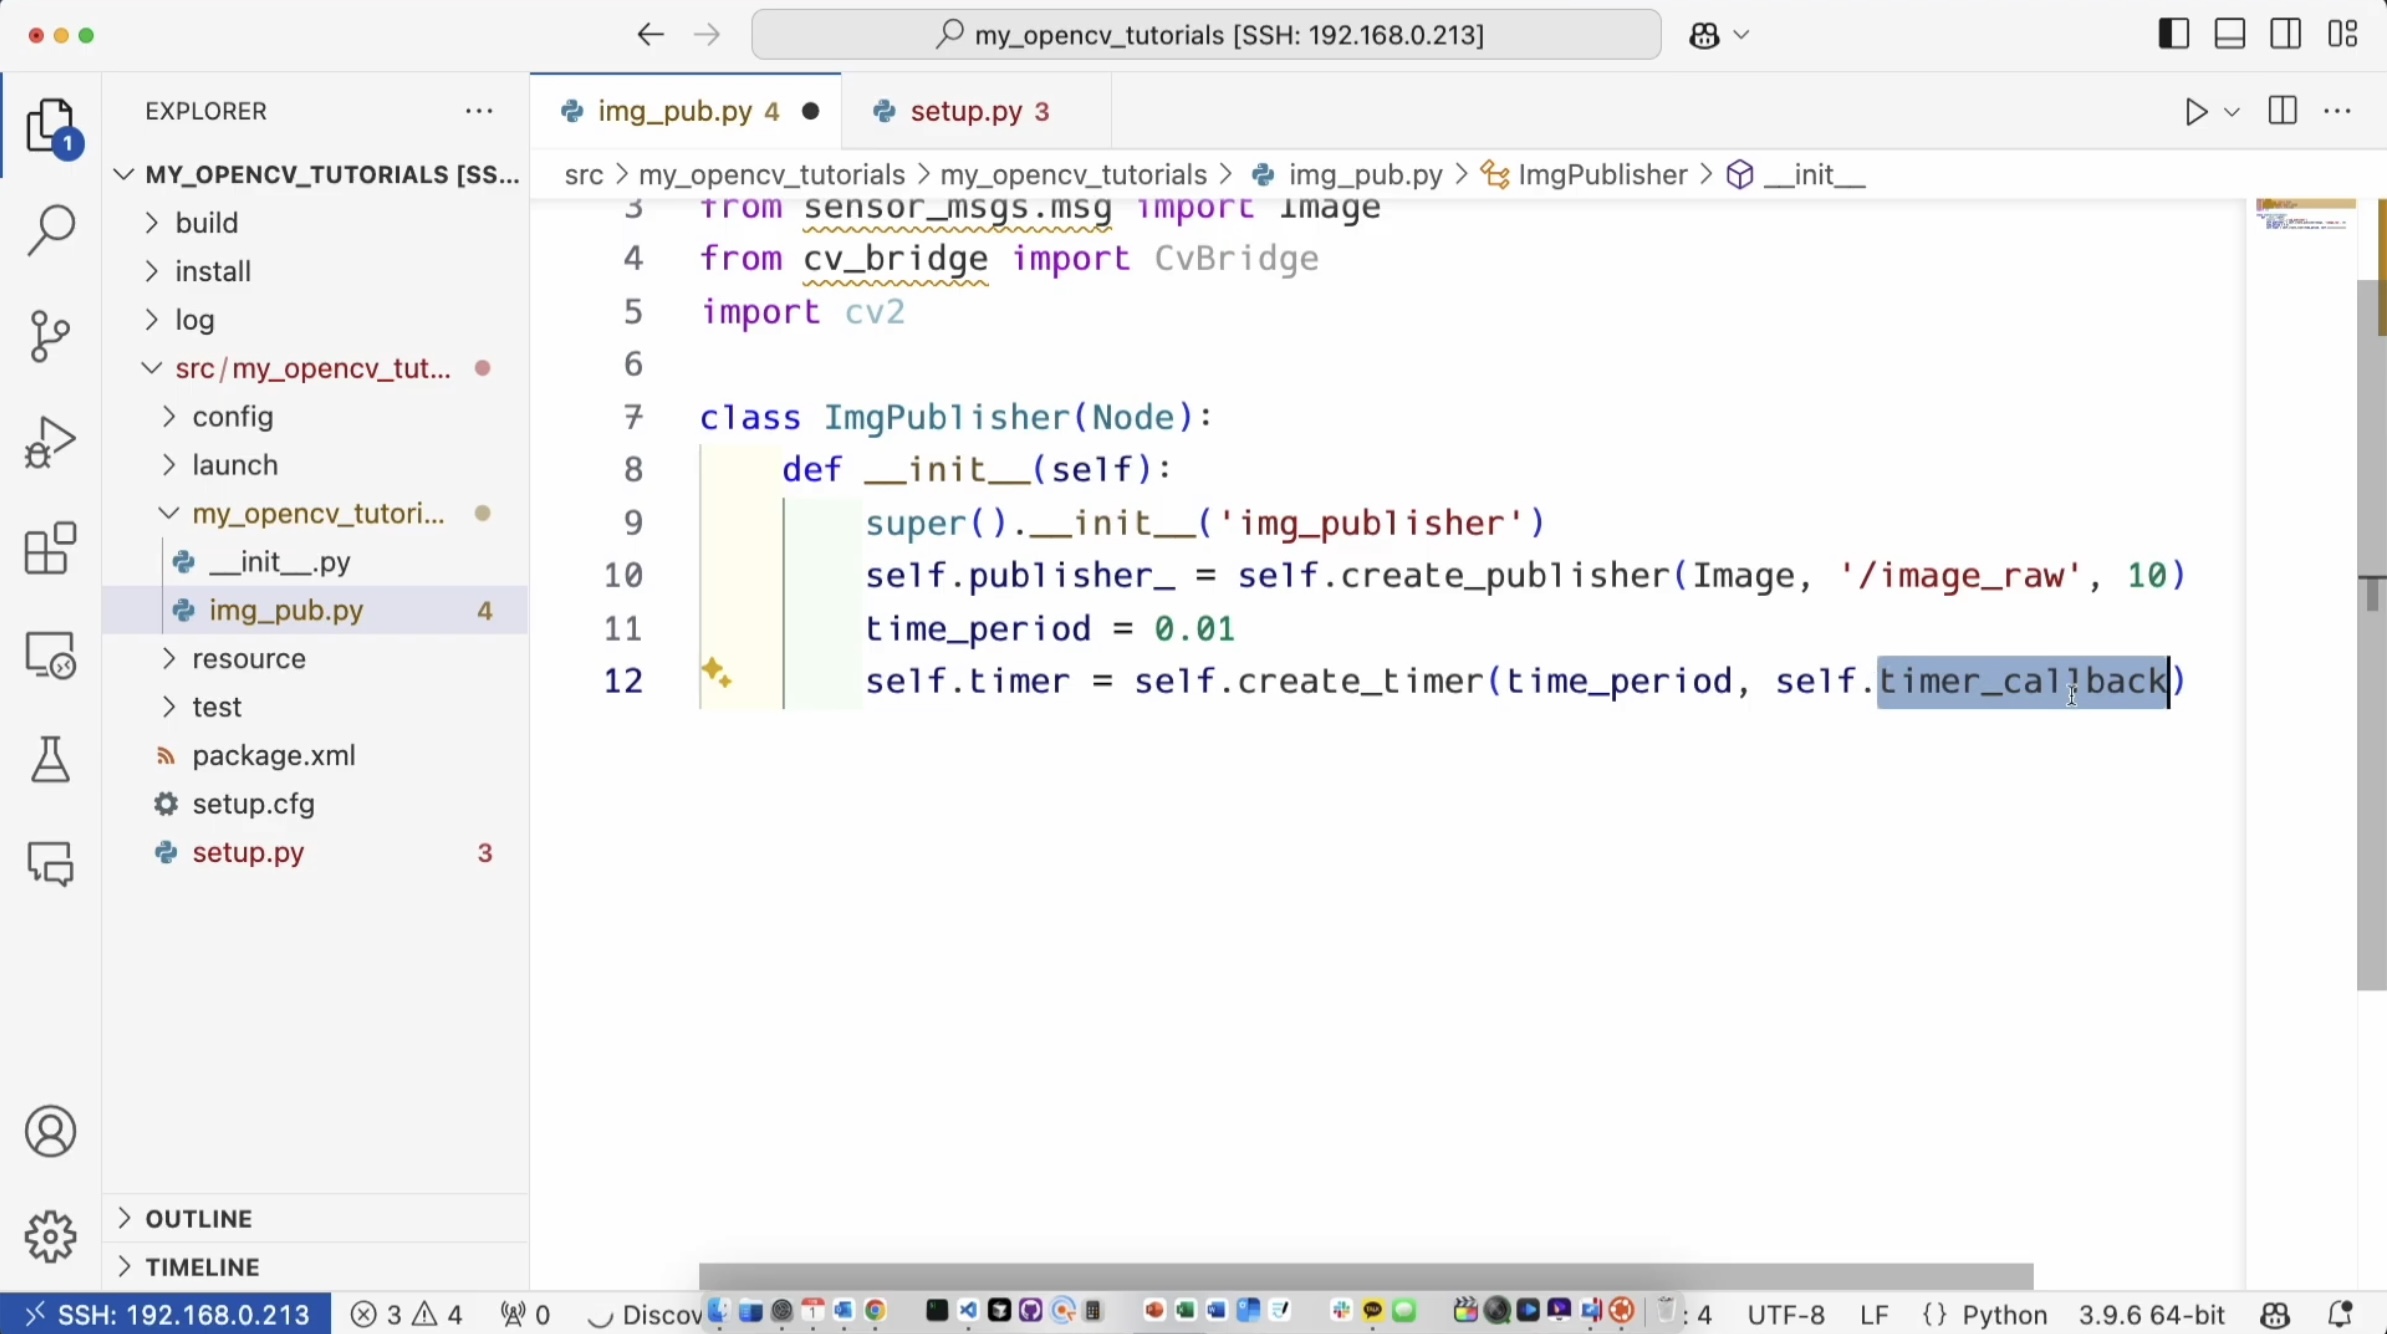 my_opencv_tutorials [SSH: 192.168.0.213]
EXPLORER
1
MY_OPENCV_TUTORIALS [SS...
build
install
log
src/my_opencv_tut...
config
launch
my_opencv_tutori...
__init__.py
img_pub.py 4
resource
test
package.xml
setup.cfg
setup.py 3
OUTLINE
TIMELINE
img_pub.py 4
setup.py 3
src > my_opencv_tutorials > my_opencv_tutorials > img_pub.py > ImgPublisher > __init__
3 from sensor_msgs.msg import Image
4 from cv_bridge import CvBridge
5 import cv2
6
7 class ImgPublisher(Node):
8 def __init__(self):
9 super().__init__('img_publisher')
10 self.publisher_ = self.create_publisher(Image, '/image_raw', 10)
11 time_period = 0.01
12 self.timer = self.create_timer(time_period, self.timer_callback)
SSH: 192.168.0.213 3 4 0 Discov : 4 UTF-8 LF {} Python 3.9.6 64-bit